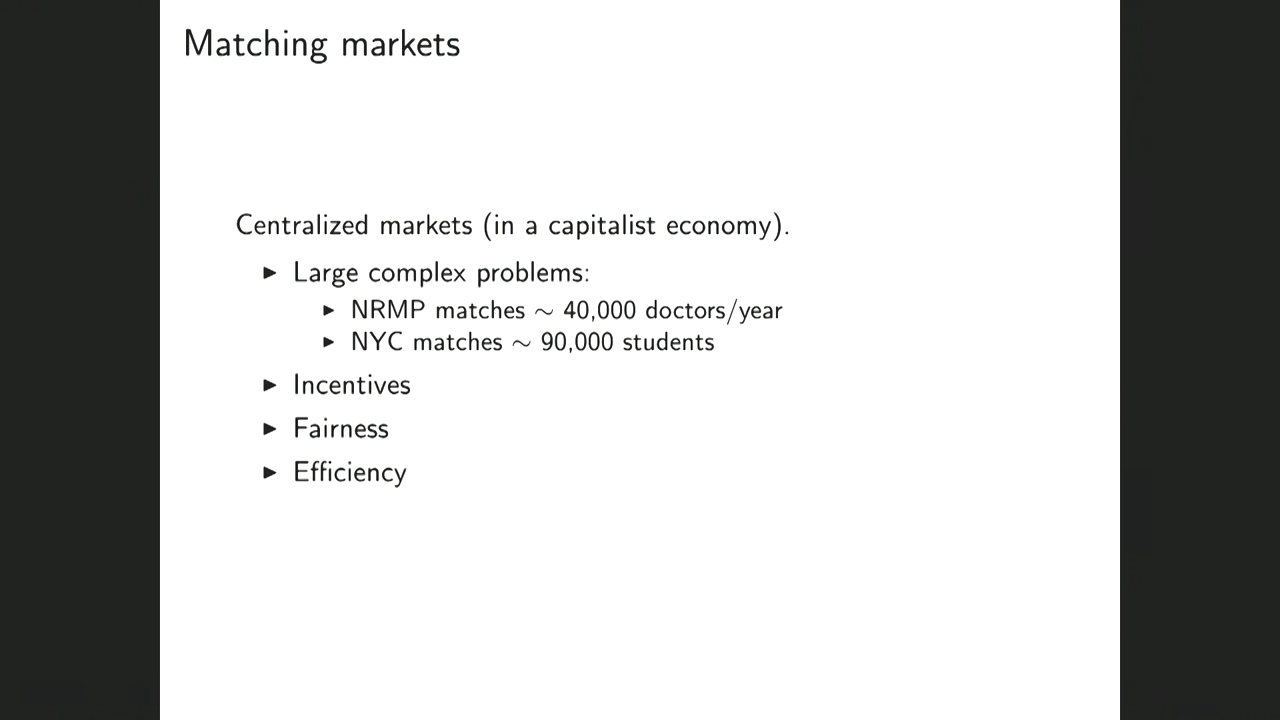 Matching markets
Centralized markets (in a capitalist economy).
▶ Large complex problems:
▶ NRMP matches ∼ 40,000 doctors/year
▶ NYC matches ∼ 90,000 students
▶ Incentives
▶ Fairness
▶ Efficiency